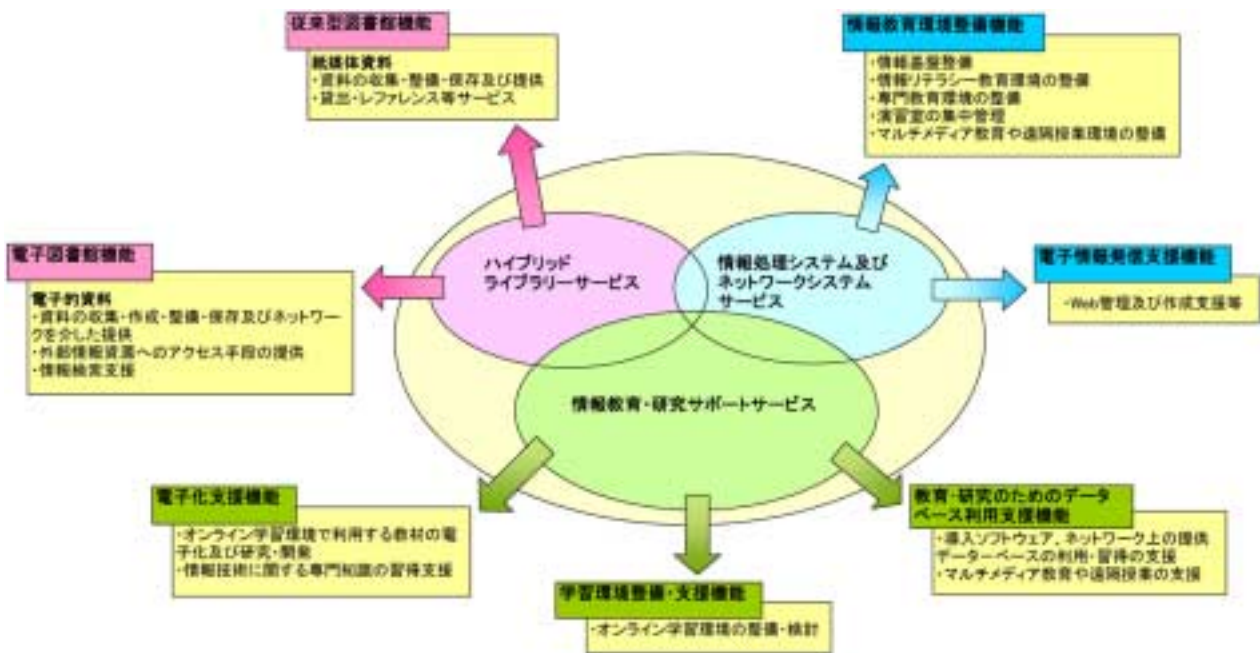 従来型図書館機能
紙媒体資料
・資料の収集・整備・保存及び提供
・貸出・レファレンス等サービス
情報教育環境整備機能
・情報基盤整備
・情報リテラシー教育環境の整備
・専門教育環境の整備
・演習室の集中管理
・マルチメディア教育や遠隔授業環境の整備
電子図書館機能
電子的資料
・資料の収集・作成・整備・保存及びネットワー
クを介した提供
・外部情報資源へのアクセス手段の提供
・情報検索支援
ハイブリッド
ライブラリーサービス
情報処理システム及び
ネットワークシステム
サービス
電子情報発信支援機能
・Web管理及び作成支援等
情報教育・研究サポートサービス
電子化支援機能
・オンライン学習環境で利用する教材の電
子化及び研究・開発
・情報技術に関する専門知識の習得支援
学習環境整備・支援機能
・オンライン学習環境の整備・検討
教育・研究のためのデータ
ベース利用支援機能
・導入ソフトウェア、ネットワーク上の提供
データーベースの利用・習得の支援
・マルチメディア教育や遠隔授業の支援